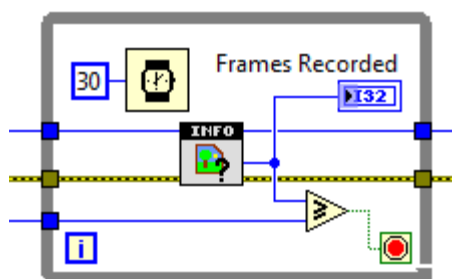 Frames Recorded
30
I32
INFO
?
≥
i